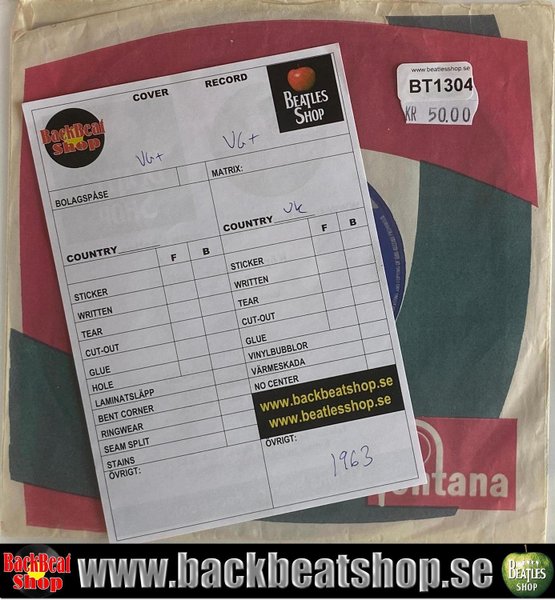 www.beatlesshop.se
BT1304
KR 50.00
COVER RECORD
BackBeat
Shop
BEATLES
SHOP
VG+ VG+
BOLAGSPÅSE MATRIX:
COUNTRY UK
COUNTRY
F B
F B
STICKER
WRITTEN
TEAR
CUT-OUT
GLUE
HOLE
LAMINATSLÄPP
BENT CORNER
RINGWEAR
SEAM SPLIT
STAINS
ÖVRIGT:
STICKER
WRITTEN
TEAR
CUT-OUT
GLUE
VINYLBUBBLOR
VÄRMESKADA
NO CENTER
www.backbeatshop.se
www.beatlesshop.se
ÖVRIGT:
1963
fontana
BackBeat
Shop
www.backbeatshop.se
BEATLES
SHOP